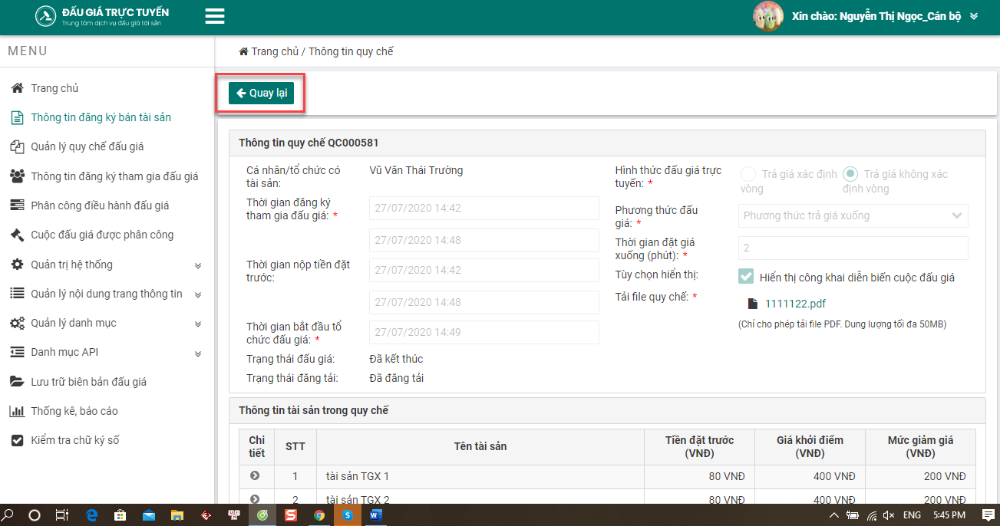 ĐẤU GIÁ TRỰC TUYẾN
Trung tâm dịch vụ đấu giá tài sản
Xin chào: Nguyễn Thị Ngọc_Cán bộ
MENU
Trang chủ / Thông tin quy chế
Trang chủ
Thông tin đăng ký bán tài sản
Quản lý quy chế đấu giá
Thông tin đăng ký tham gia đấu giá
Phân công điều hành đấu giá
Cuộc đấu giá được phân công
Quản trị hệ thống
Quản lý nội dung trang thông tin
Quản lý danh mục
Danh mục API
Lưu trữ biên bản đấu giá
Thống kê, báo cáo
Kiểm tra chữ ký số
Quay lại
Thông tin quy chế QC000581
Cá nhân/tổ chức có
tài sản:
Vũ Văn Thái Trường
Thời gian đăng ký
tham gia đấu giá: *
27/07/2020 14:42
27/07/2020 14:48
Thời gian nộp tiền đặt
trước:
27/07/2020 14:42
27/07/2020 14:48
Thời gian bắt đầu tổ
chức đấu giá: *
27/07/2020 14:49
Trạng thái đấu giá:
Đã kết thúc
Trạng thái đăng tải:
Đã đăng tải
Hình thức đấu giá trực
tuyến: *
Trả giá xác định
vòng
Trả giá không xác
định vòng
Phương thức đấu
giá: *
Phương thức trả giá xuống
Thời gian đặt giá
xuống (phút): *
2
Tùy chọn hiển thị:
Hiển thị công khai diễn biến cuộc đấu giá
Tải file quy chế: *
1111122.pdf
(Chỉ cho phép tải file PDF. Dung lượng tối đa 50MB)
Thông tin tài sản trong quy chế
Chi
tiết
STT
Tên tài sản
Tiền đặt trước
(VNĐ)
Giá khởi điểm
(VNĐ)
Mức giảm giá
(VNĐ)
1 tài sản TGX 1 80 VNĐ 400 VNĐ 200 VNĐ
2 tài sản TGX 2 80 VNĐ 400 VNĐ 200 VNĐ
ENG
5:45 PM